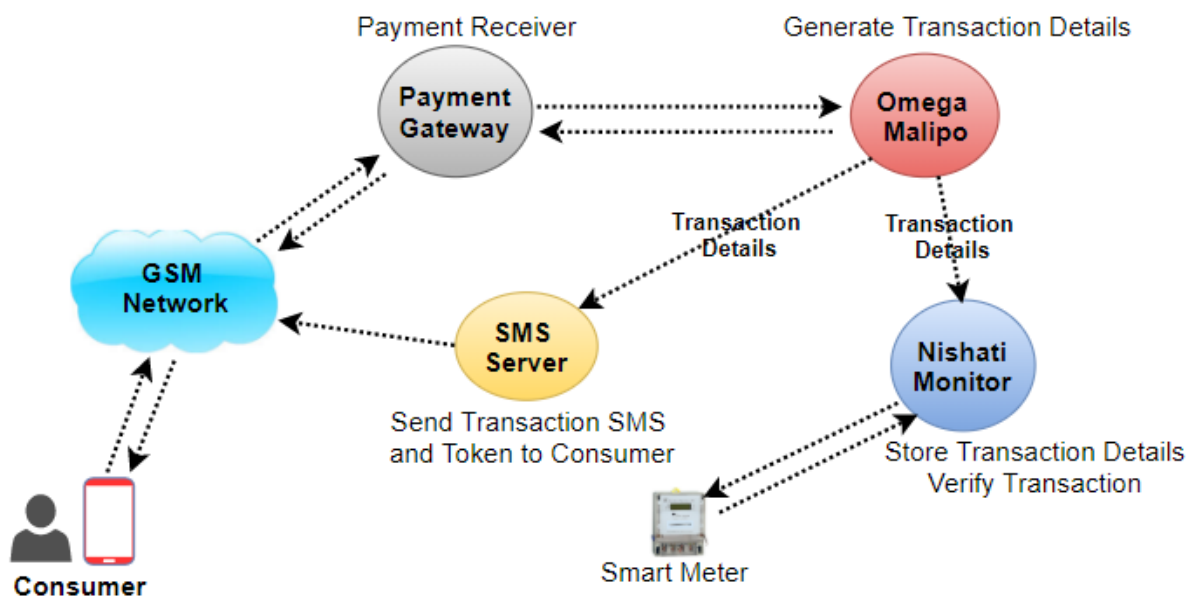 Payment Receiver
Generate Transaction Details
Payment
Gateway
Omega
Malipo
Transaction
Details
Transaction
Details
GSM
Network
SMS
Server
Nishati
Monitor
Send Transaction SMS
and Token to Consumer
Store Transaction Details
Verify Transaction
Smart Meter
Consumer